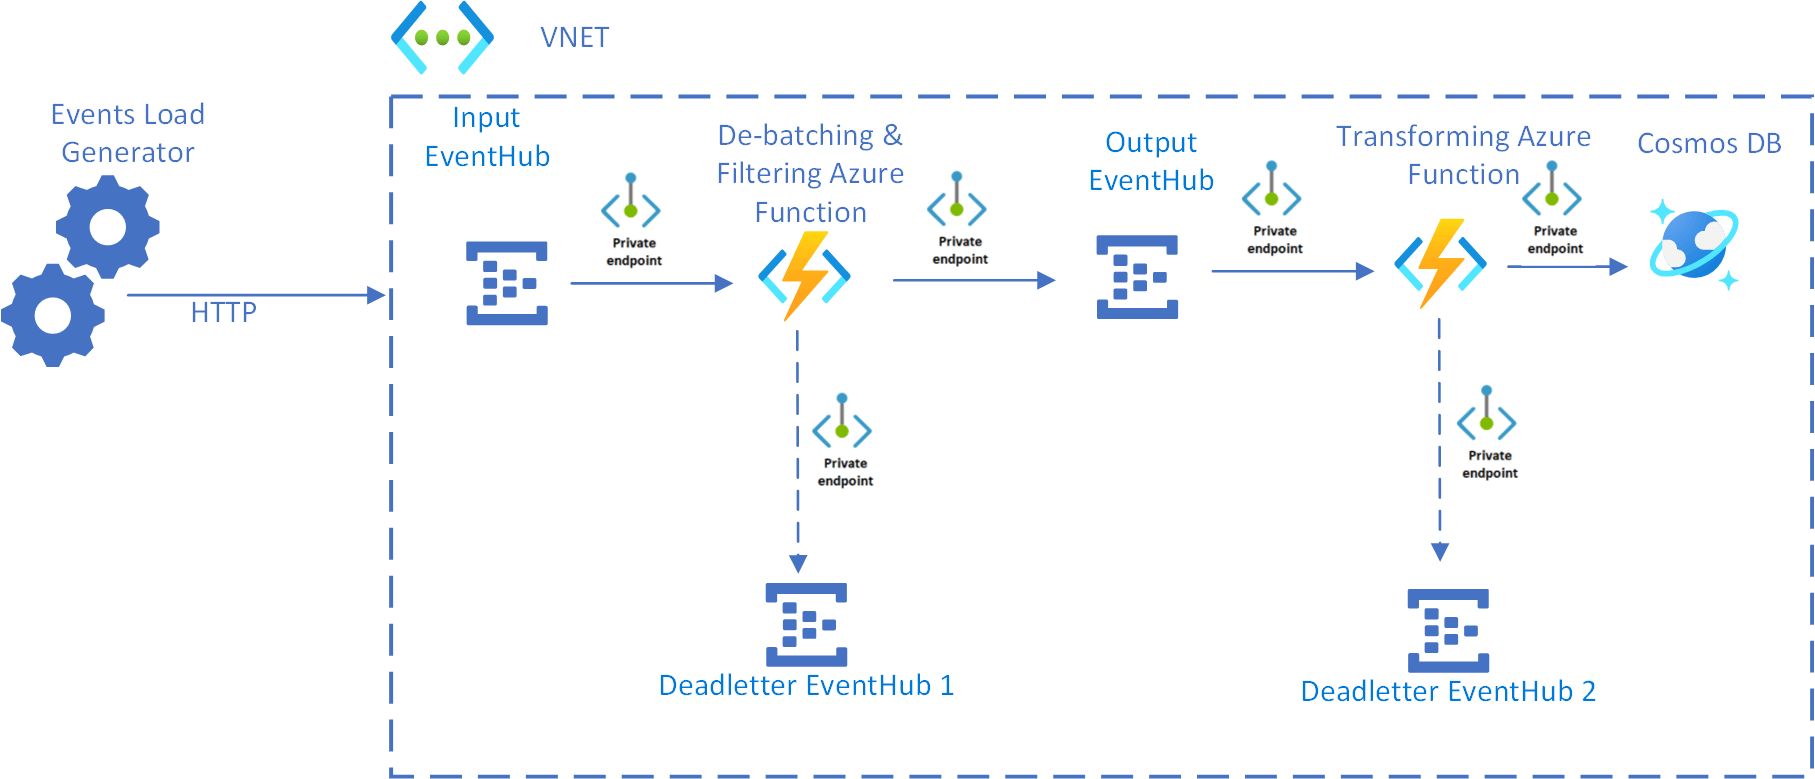 VNET
Events Load
Generator
HTTP
Input
EventHub
Private
endpoint
De-batching &
Filtering Azure
Function
Private
endpoint
Output
EventHub
Private
endpoint
Transforming Azure
Function
Private
endpoint
Cosmos DB
Private
endpoint
Private
endpoint
Deadletter EventHub 1
Deadletter EventHub 2